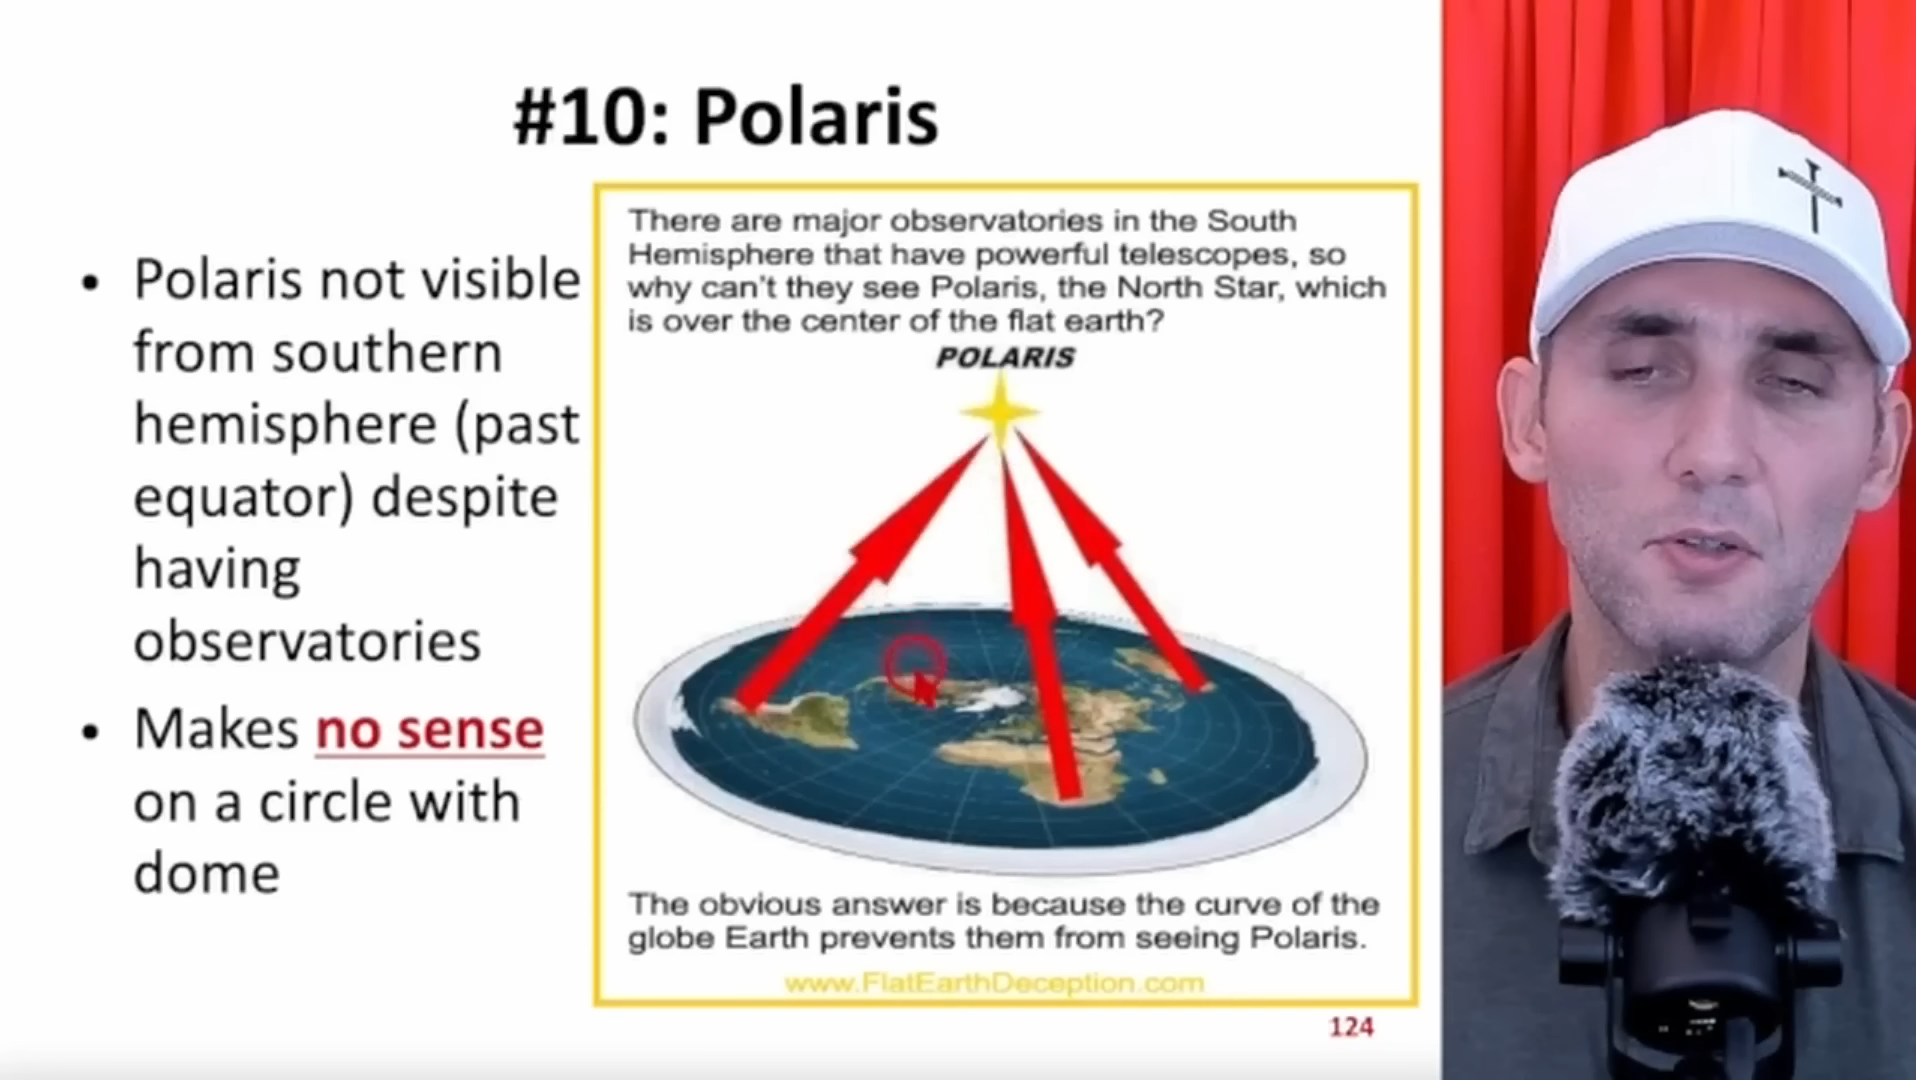 #10: Polaris
• Polaris not visible
from southern
hemisphere (past
equator) despite
having
observatories
• Makes no sense
on a circle with
dome
There are major observatories in the South
Hemisphere that have powerful telescopes, so
why can't they see Polaris, the North Star, which
is over the center of the flat earth?
POLARIS
The obvious answer is because the curve of the
globe Earth prevents them from seeing Polaris.
www.FlatEarthDeception.com
124